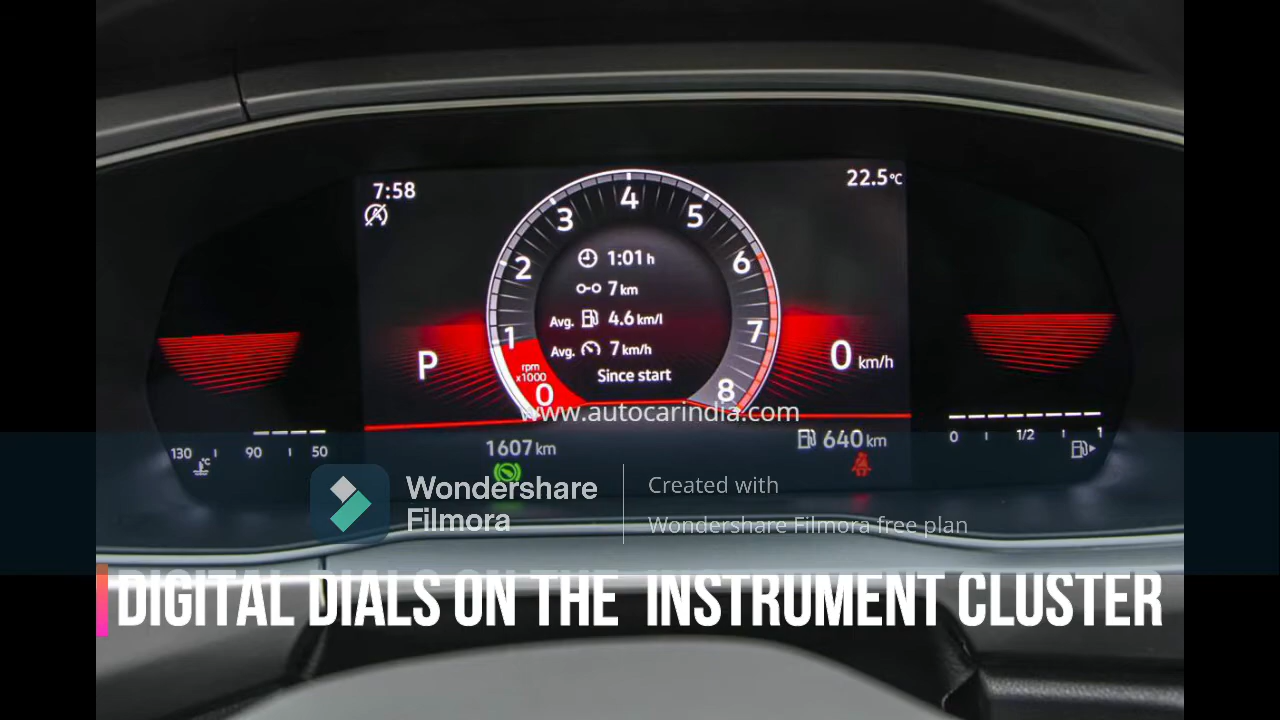 7:58
22.5°C
4
3
5
2
6
1
7
0
8
rpm
x1000
1:01 h
7 km
Avg. 4.6 km/l
Avg. 7 km/h
Since start
P
0 km/h
www.autocarindia.com
1607 km
640 km
130 90 50
°C
0 1/2 1
Wondershare
Filmora
Created with
Wondershare Filmora free plan
DIGITAL DIALS ON THE INSTRUMENT CLUSTER